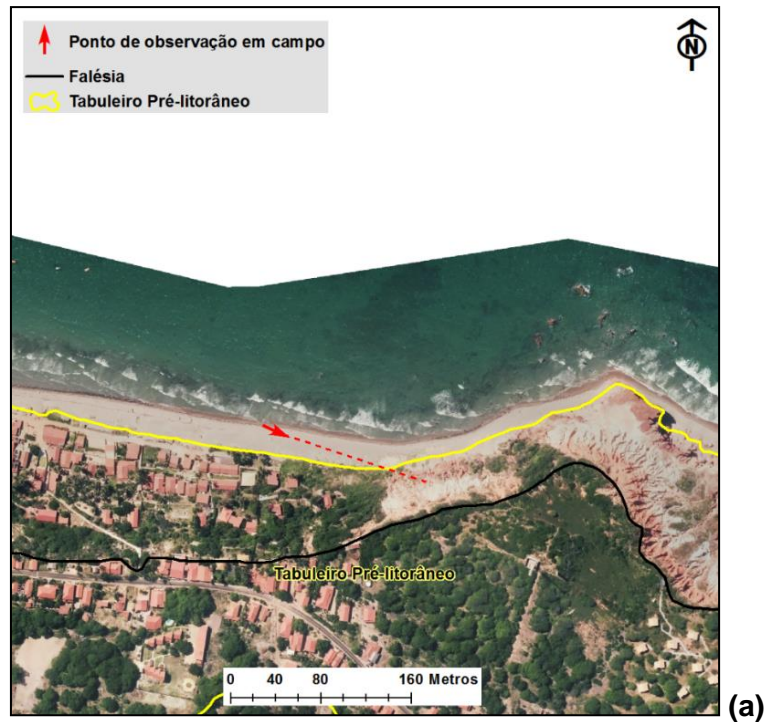 Ponto de observação em campo
Falésia
Tabuleiro Pré-litorâneo
N
Tabuleiro Pré-litorâneo
0 40 80 160 Metros
(a)